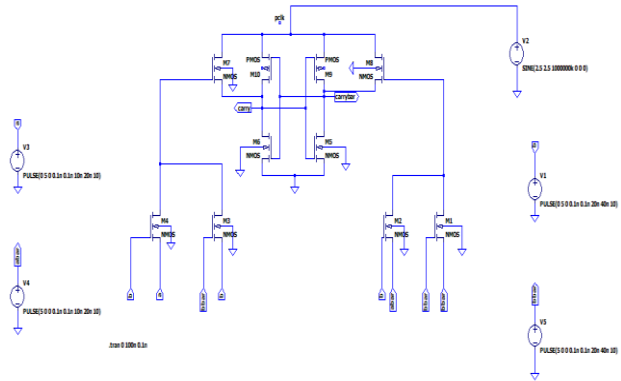 pclk
V2
SINE(2.5 2.5 1000000k 0 0 0)
M7
NMOS
PMOS
M10
PMOS
M9
M8
NMOS
carry
carrybar
M6
NMOS
M5
NMOS
V3
PULSE(0 5 0 0.1n 0.1n 10n 20n 10)
V1
PULSE(0 5 0 0.1n 0.1n 20n 40n 10)
M4
NMOS
M3
NMOS
M2
NMOS
M1
NMOS
V4
PULSE(5 0 0 0.1n 0.1n 10n 20n 10)
V5
PULSE(5 0 0 0.1n 0.1n 20n 40n 10)
.tran 0 100n 0.1n